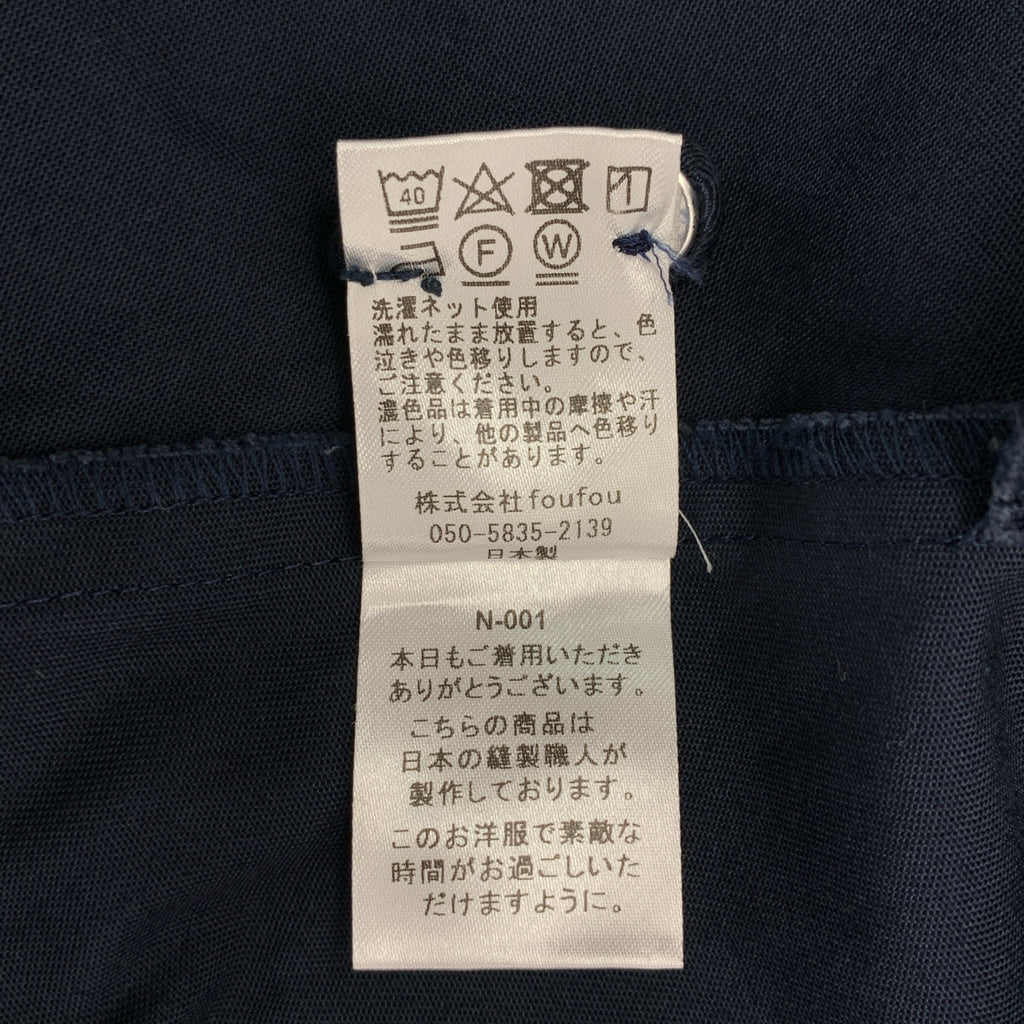 40
F
W
洗濯ネット使用
濡れたまま放置すると、色
泣きや色移りしますので、
ご注意ください。
濃色品は着用中の摩擦や汗
により、他の製品へ色移り
することがあります。
株式会社foufou
050-5835-2139
日本製
N-001
本日もご着用いただき
ありがとうございます。
こちらの商品は
日本の縫製職人が
製作しております。
このお洋服で素敵な
時間がお過ごしいた
だけますように。